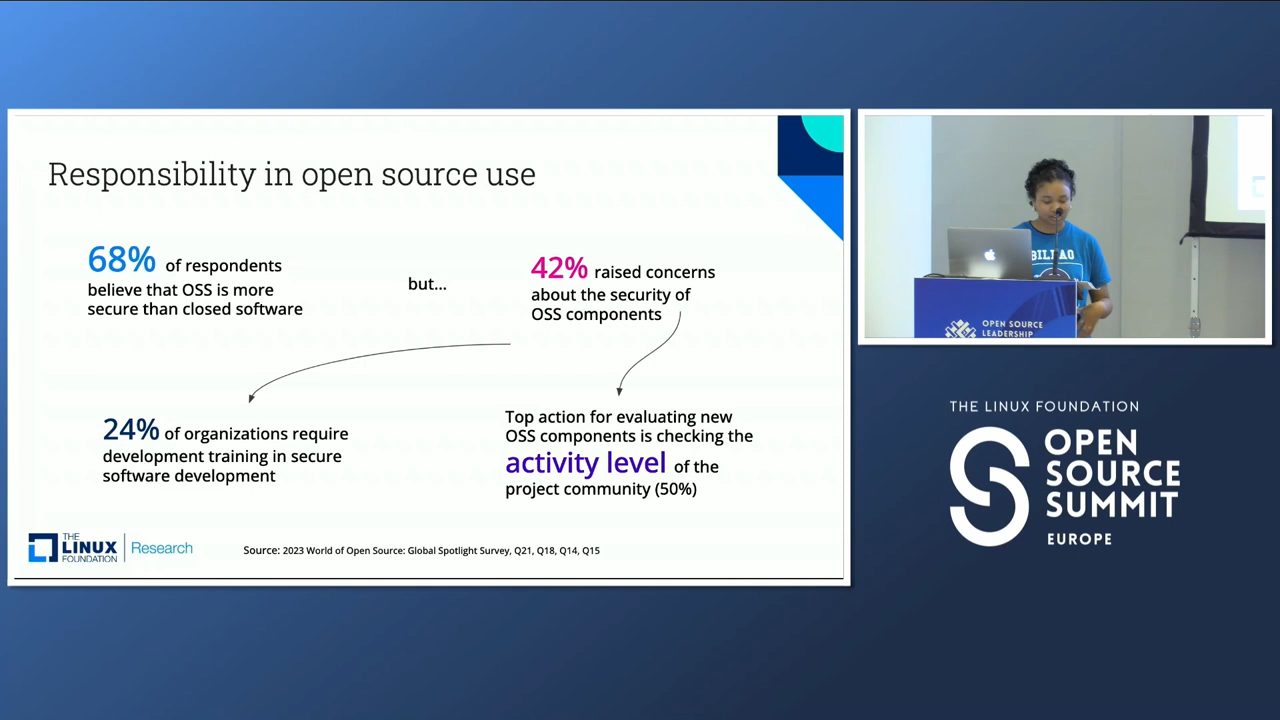 Responsibility in open source use
68% of respondents
believe that OSS is more
secure than closed software
but...
42% raised concerns
about the security of
OSS components
24% of organizations require
development training in secure
software development
Top action for evaluating new
OSS components is checking the
activity level of the
project community (50%)
THE
LINUX
FOUNDATION
Research
Source: 2023 World of Open Source: Global Spotlight Survey, Q21, Q18, Q14, Q15
BILBAO
OPEN SOURCE
LEADERSHIP
THE LINUX FOUNDATION
OPEN
SOURCE
SUMMIT
EUROPE